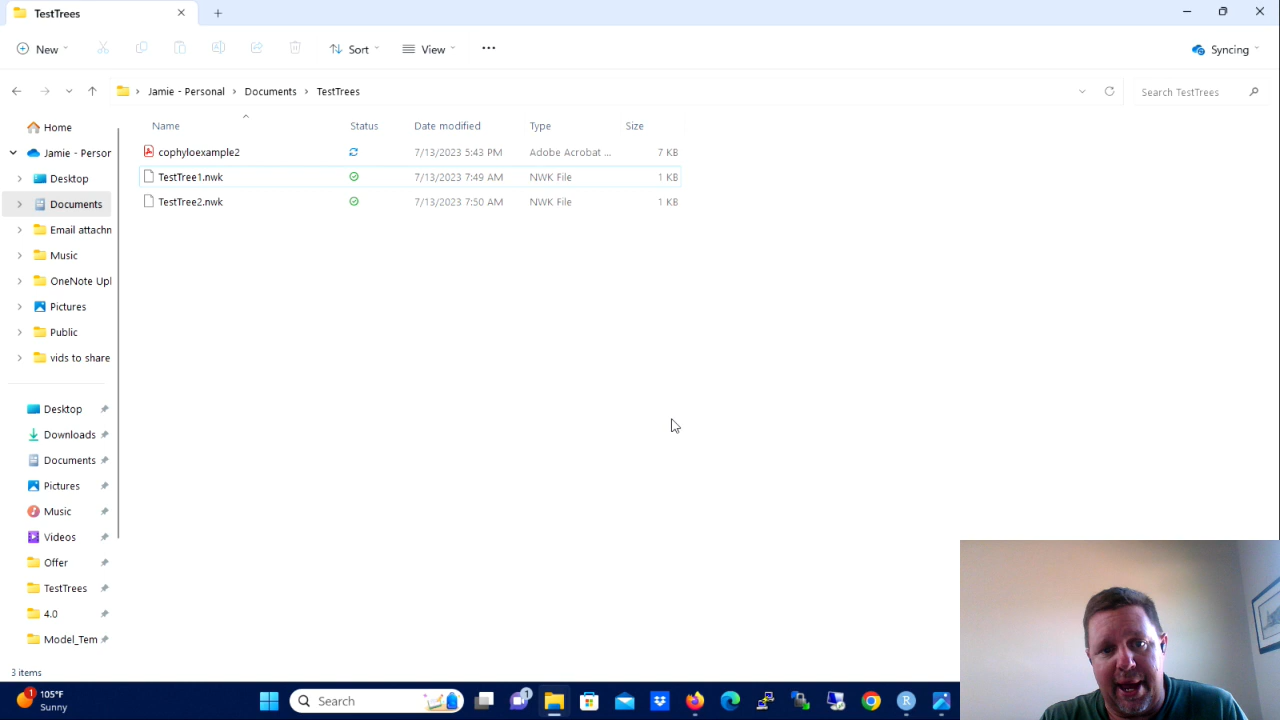 TestTrees
New
Sort
View
Syncing
Jamie - Personal
Documents
TestTrees
Search TestTrees
Name
Status
Date modified
Type
Size
cophyloexample2
7/13/2023 5:43 PM
Adobe Acrobat ...
7 KB
TestTree1.nwk
7/13/2023 7:49 AM
NWK File
1 KB
TestTree2.nwk
7/13/2023 7:50 AM
NWK File
1 KB
Home
Jamie - Person
Desktop
Documents
Email attachn
Music
OneNote Upl
Pictures
Public
vids to share
Desktop
Downloads
Documents
Pictures
Music
Videos
Offer
TestTrees
4.0
Model_Tem
3 items
1
105°F
Sunny
Search
1
R